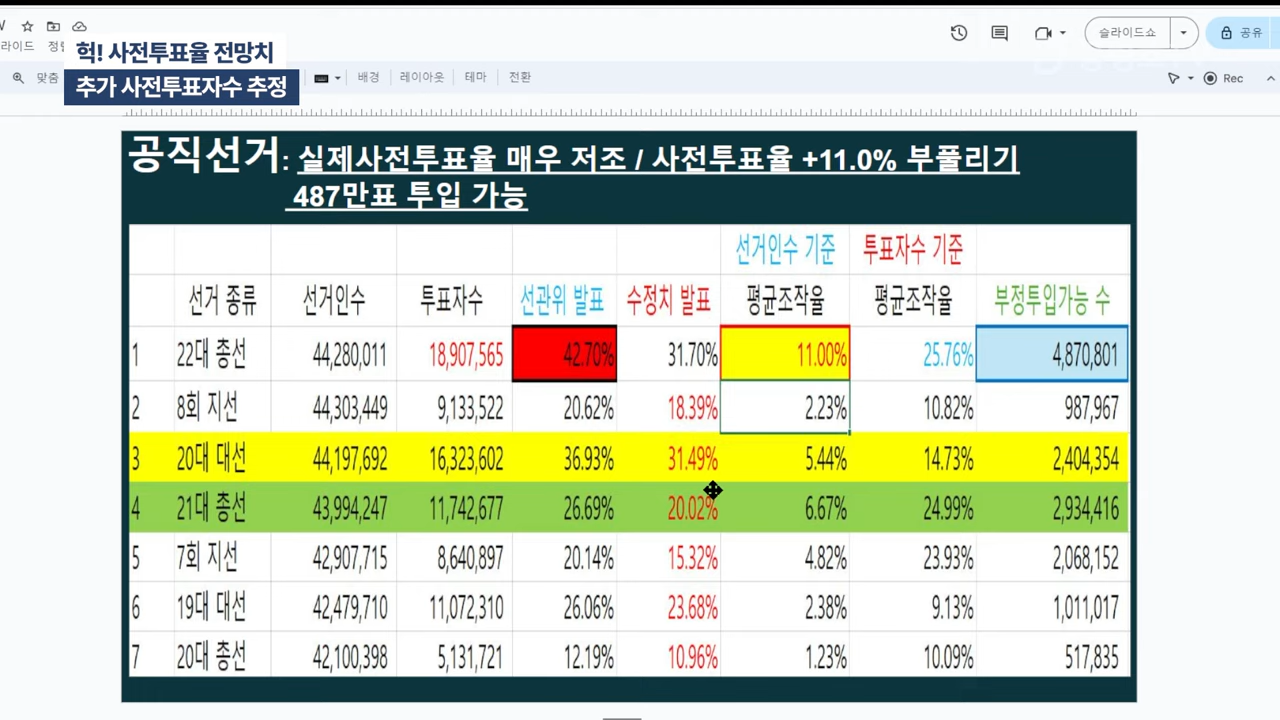 라이드
헉! 사전투표율 전망치
추가 사전투표자수 추정
맞춤
배경
레이아웃
테마
전환
슬라이드쇼
공유
Rec
공직선거: 실제사전투표율 매우 저조 / 사전투표율 +11.0% 부풀리기
487만표 투입 가능
선거인수 기준 투표자수 기준
선거 종류 선거인수 투표자수 선관위 발표 수정치 발표 평균조작율 평균조작율 부정투입가능 수
1 22대 총선 44,280,011 18,907,565 42.70% 31.70% 11.00% 25.76% 4,870,801
2 8회 지선 44,303,449 9,133,522 20.62% 18.39% 2.23% 10.82% 987,967
3 20대 대선 44,197,692 16,323,602 36.93% 31.49% 5.44% 14.73% 2,404,354
4 21대 총선 43,994,247 11,742,677 26.69% 20.02% 6.67% 24.99% 2,934,416
5 7회 지선 42,907,715 8,640,897 20.14% 15.32% 4.82% 23.93% 2,068,152
6 19대 대선 42,479,710 11,072,310 26.06% 23.68% 2.38% 9.13% 1,011,017
7 20대 총선 42,100,398 5,131,721 12.19% 10.96% 1.23% 10.09% 517,835